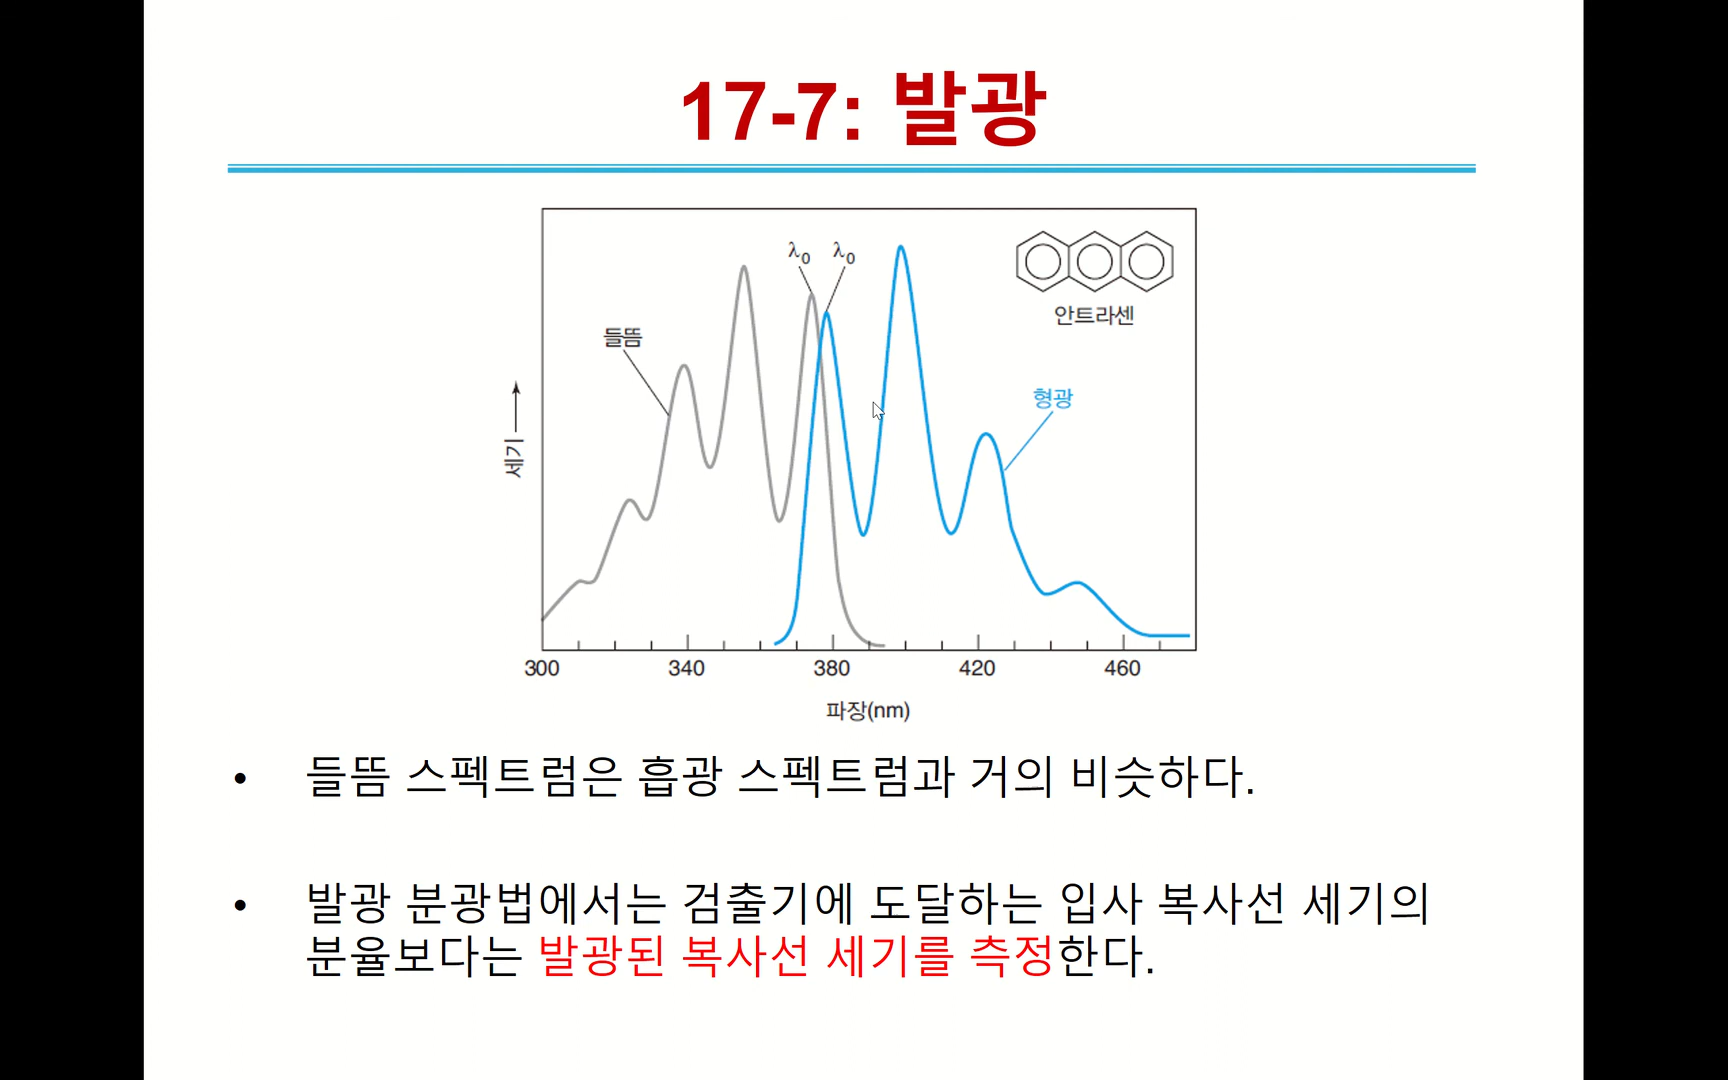 17-7: 발광
λ0 λ0
들뜸
안트라센
형광
세기
300 340 380 420 460
파장(nm)
• 들뜸 스펙트럼은 흡광 스펙트럼과 거의 비슷하다.
• 발광 분광법에서는 검출기에 도달하는 입사 복사선 세기의
분율보다는 발광된 복사선 세기를 측정한다.